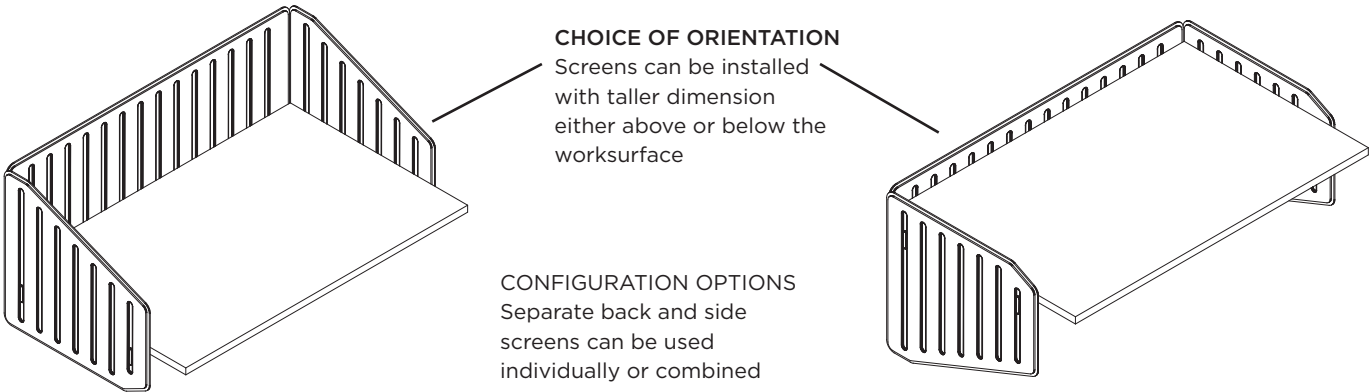 CHOICE OF ORIENTATION
Screens can be installed
with taller dimension
either above or below the
worksurface
CONFIGURATION OPTIONS
Separate back and side
screens can be used
individually or combined